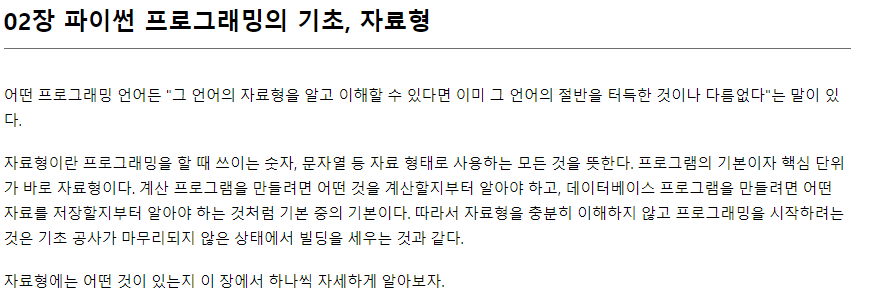 02장 파이썬 프로그래밍의 기초, 자료형
어떤 프로그래밍 언어든 "그 언어의 자료형을 알고 이해할 수 있다면 이미 그 언어의 절반을 터득한 것이나 다름없다"는 말이 있
다.
자료형이란 프로그래밍을 할 때 쓰이는 숫자, 문자열 등 자료 형태로 사용하는 모든 것을 뜻한다. 프로그램의 기본이자 핵심 단위
가 바로 자료형이다. 계산 프로그램을 만들려면 어떤 것을 계산할지부터 알아야 하고, 데이터베이스 프로그램을 만들려면 어떤
자료를 저장할지부터 알아야 하는 것처럼 기본 중의 기본이다. 따라서 자료형을 충분히 이해하지 않고 프로그래밍을 시작하려는
것은 기초 공사가 마무리되지 않은 상태에서 빌딩을 세우는 것과 같다.
자료형에는 어떤 것이 있는지 이 장에서 하나씩 자세하게 알아보자.